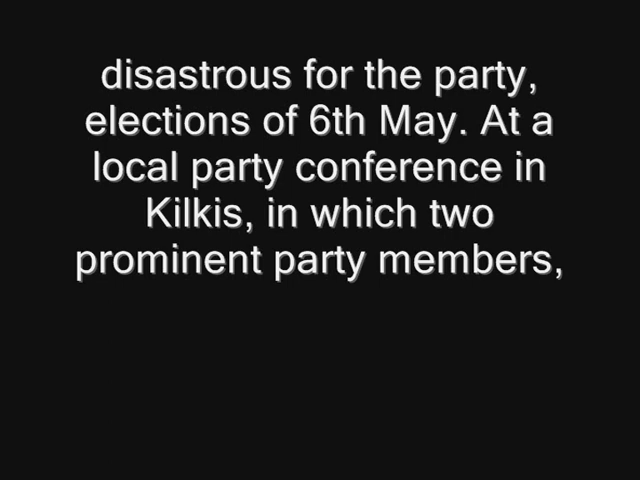 disastrous for the party,
elections of 6th May. At a
local party conference in
Kilkis, in which two
prominent party members,